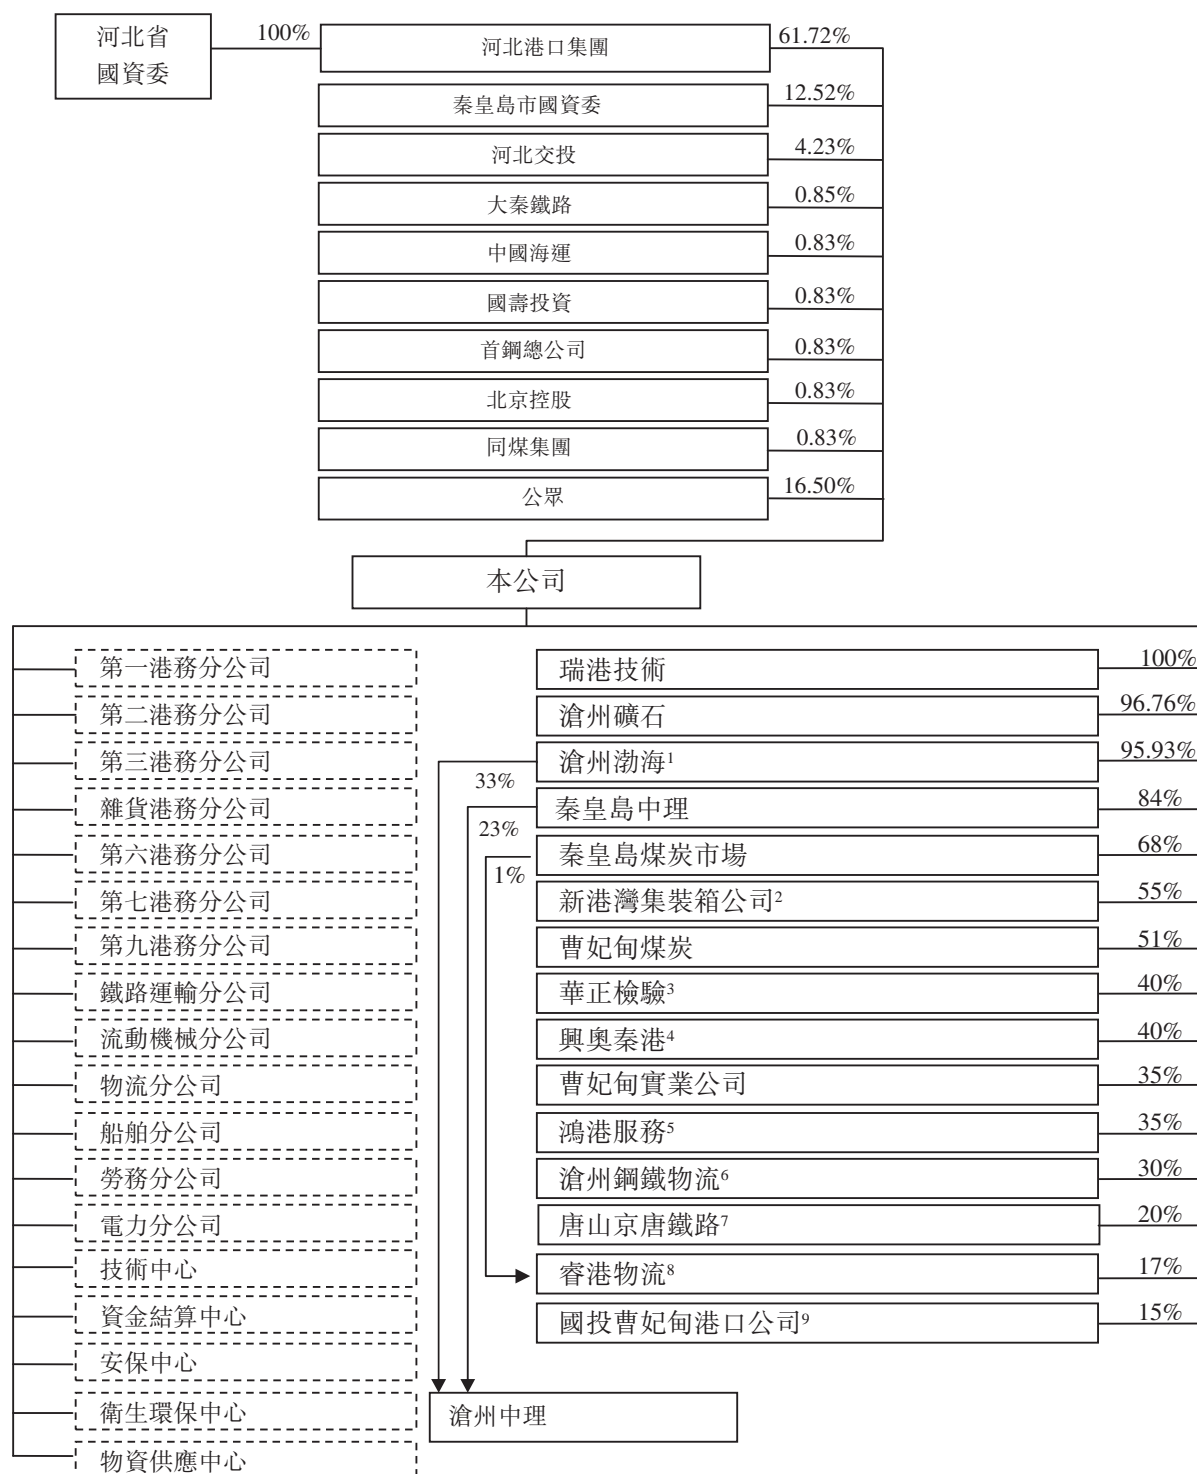 河北省
國資委
100%
河北港口集團
61.72%
秦皇島市國資委
12.52%
河北交投
4.23%
大秦鐵路
0.85%
中國海運
0.83%
國壽投資
0.83%
首鋼總公司
0.83%
北京控股
0.83%
同煤集團
0.83%
公眾
16.50%
本公司
第一港務分公司
第二港務分公司
第三港務分公司
雜貨港務分公司
第六港務分公司
第七港務分公司
第九港務分公司
鐵路運輸分公司
流動機械分公司
物流分公司
船舶分公司
勞務分公司
電力分公司
技術中心
資金結算中心
安保中心
衛生環保中心
物資供應中心
33%
23%
1%
瑞港技術
100%
滄州礦石
96.76%
滄州渤海1
95.93%
秦皇島中理
84%
秦皇島煤炭市場
68%
新港灣集裝箱公司2
55%
曹妃甸煤炭
51%
華正檢驗3
40%
興奧秦港4
40%
曹妃甸實業公司
35%
鴻港服務5
35%
滄州鋼鐵物流6
30%
唐山京唐鐵路7
20%
睿港物流8
17%
國投曹妃甸港口公司9
15%
滄州中理